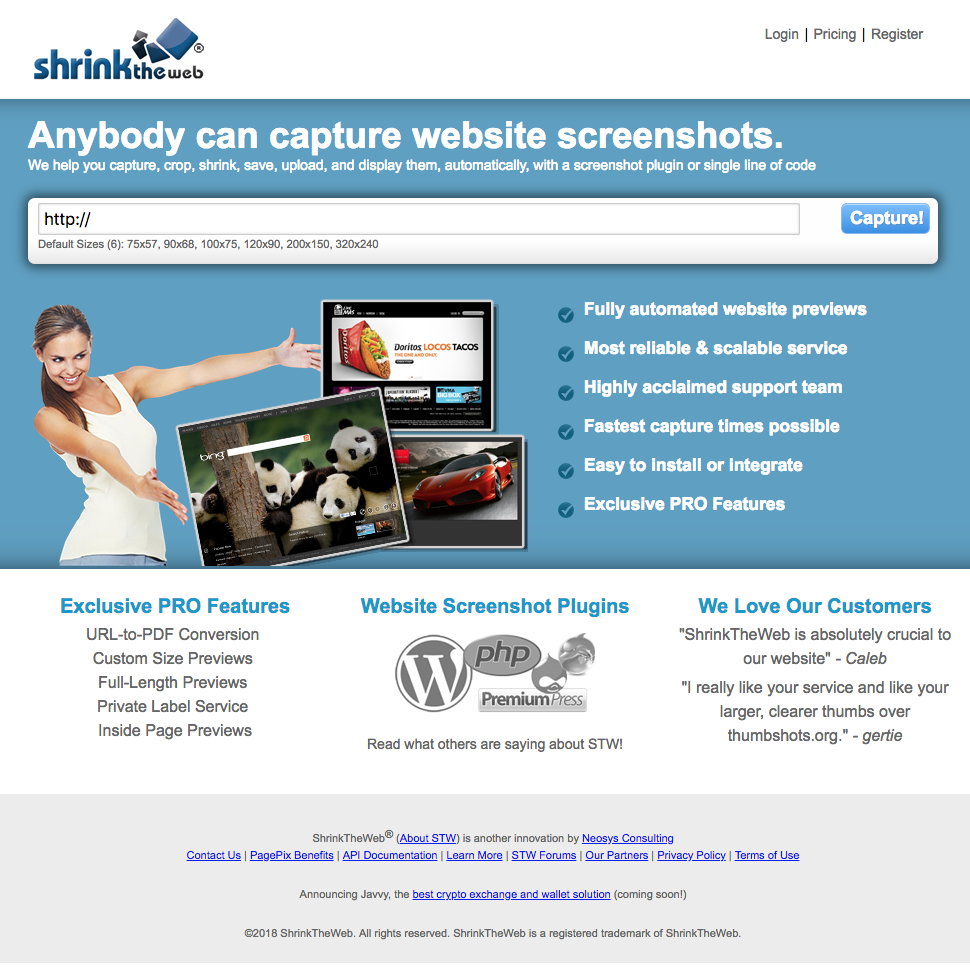 shrinktheweb®
Login | Pricing | Register
Anybody can capture website screenshots.
We help you capture, crop, shrink, save, upload, and display them, automatically, with a screenshot plugin or single line of code
http://
Capture!
Default Sizes (6): 75x57, 90x68, 100x75, 120x90, 200x150, 320x240
Doritos LOCOS TACOS
THE ONE AND ONLY.
bing
Fully automated website previews
Most reliable & scalable service
Highly acclaimed support team
Fastest capture times possible
Easy to install or integrate
Exclusive PRO Features
Exclusive PRO Features
URL-to-PDF Conversion
Custom Size Previews
Full-Length Previews
Private Label Service
Inside Page Previews
Website Screenshot Plugins
php
PremiumPress
Read what others are saying about STW!
We Love Our Customers
"ShrinkTheWeb is absolutely crucial to
our website" - Caleb
"I really like your service and like your
larger, clearer thumbs over
thumbshots.org." - gertie
ShrinkTheWeb® (About STW) is another innovation by Neosys Consulting
Contact Us | PagePix Benefits | API Documentation | Learn More | STW Forums | Our Partners | Privacy Policy | Terms of Use
Announcing Javvy, the best crypto exchange and wallet solution (coming soon!)
©2018 ShrinkTheWeb. All rights reserved. ShrinkTheWeb is a registered trademark of ShrinkTheWeb.